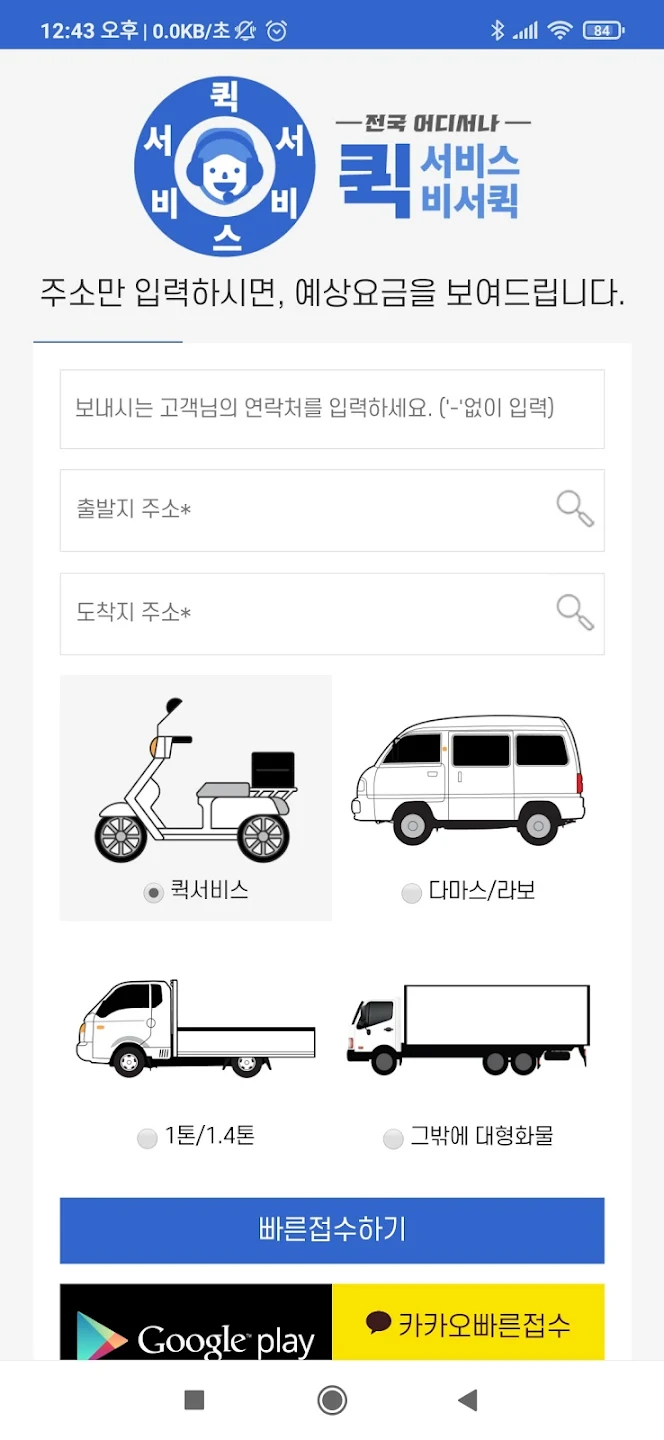 12:43 오후 | 0.0KB/초
84
퀵
서 서
비 비
스
전국 어디서나
퀵 서비스
비서퀵
주소만 입력하시면, 예상요금을 보여드립니다.
보내시는 고객님의 연락처를 입력하세요. ('-'없이 입력)
출발지 주소*
도착지 주소*
퀵서비스
다마스/라보
1톤/1.4톤
그밖에 대형화물
빠른접수하기
Google play
카카오빠른접수